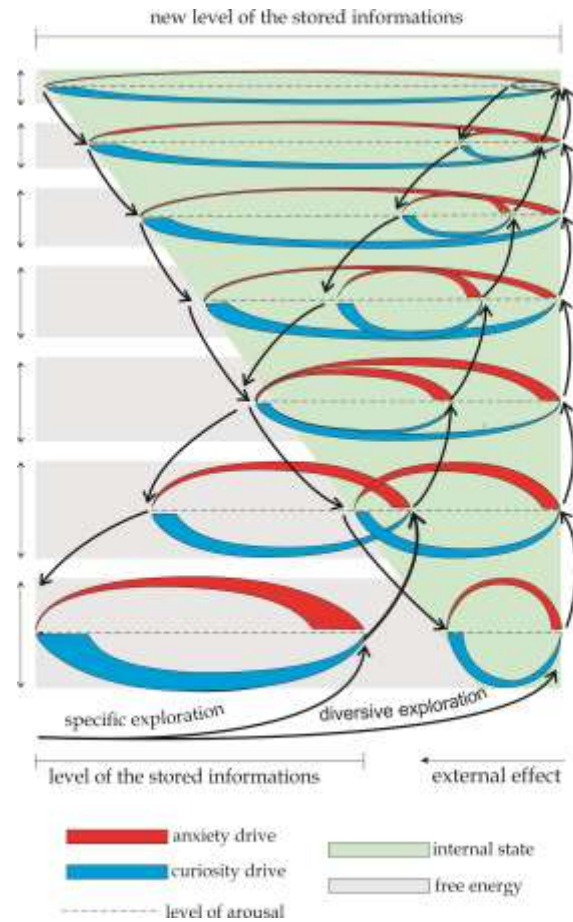 new level of the stored informations
specific exploration
diversive exploration
level of the stored informations
external effect
anxiety drive
internal state
curiosity drive
free energy
level of arousal